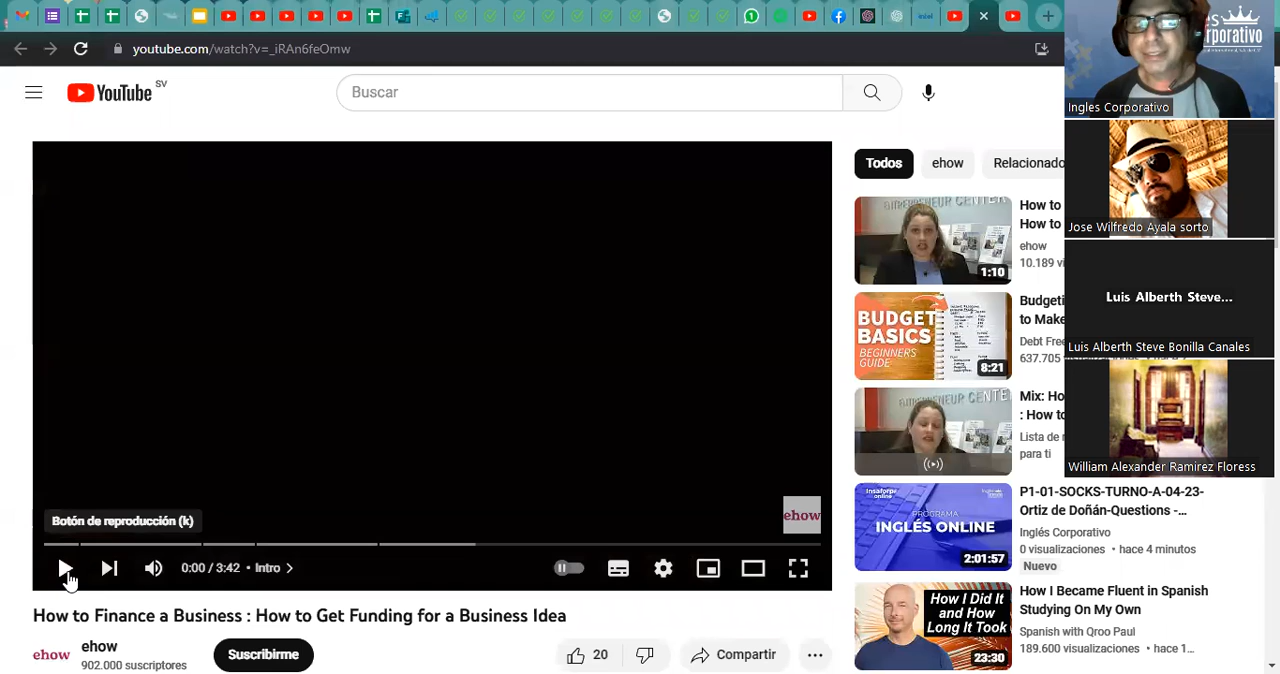 youtube.com/watch?v=_iRAn6feOmw
YouTube SV
Buscar
Todos
ehow
Relacionado
How to
How to
ehow
10.189 vi
1:10
BUDGET
BASICS
BEGINNERS
GUIDE
8:21
Budgeti
to Make
Debt Free
637.705
ENTREPRENEUR CENTER
Mix: Ho
: How to
Lista de r
para ti
PROGRAMA
INGLÉS ONLINE
2:01:57
P1-01-SOCKS-TURNO-A-04-23-
Ortiz de Doñán-Questions -...
Inglés Corporativo
0 visualizaciones • hace 4 minutos
Nuevo
How I Did It
and How
Long It Took
23:30
How I Became Fluent in Spanish
Studying On My Own
Spanish with Qroo Paul
189.600 visualizaciones • hace 1...
Botón de reproducción (k)
ehow
0:00 / 3:42 • Intro
How to Finance a Business : How to Get Funding for a Business Idea
ehow
ehow
902.000 suscriptores
Suscribirme
20
Compartir
...
Ingles Corporativo
Jose Wilfredo Ayala sorto
Luis Alberth Steve...
Luis Alberth Steve Bonilla Canales
William Alexander Ramirez Floress